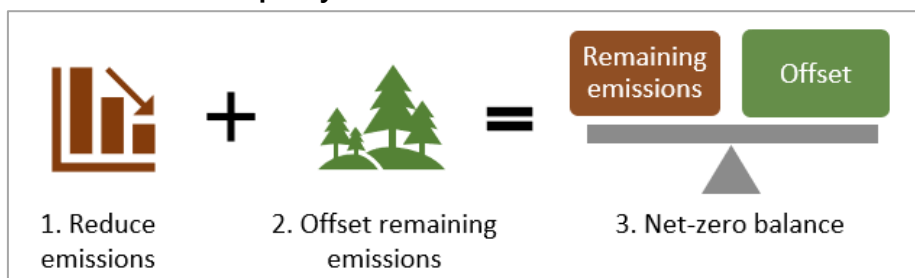 Remaining
emissions
Offset
1. Reduce
emissions
2. Offset remaining
emissions
3. Net-zero balance